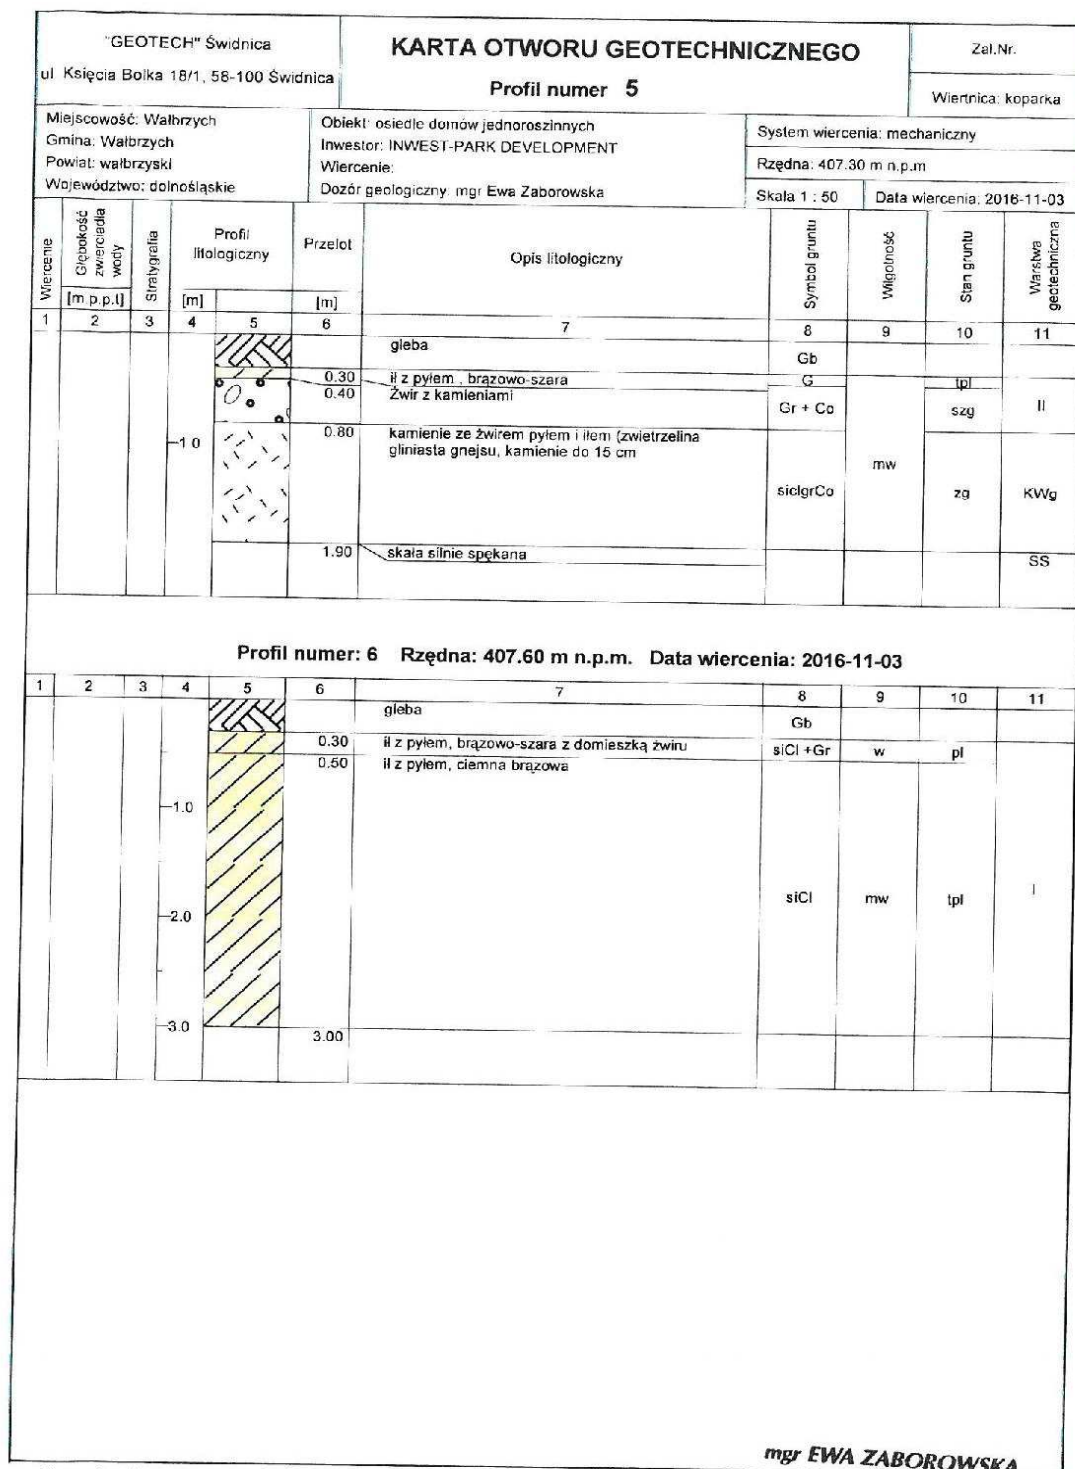 "GEOTECH" Świdnica
ul Księcia Bolka 18/1, 58-100 Świdnica
KARTA OTWORU GEOTECHNICZNEGO
Profil numer 5
Zał.Nr.
Wiertnica: koparka
Miejscowość: Wałbrzych
Gmina: Wałbrzych
Powiat: wałbrzyski
Województwo: dolnośląskie
Obiekt: osiedle domów jednoroszinnych
Inwestor: INWEST-PARK DEVELOPMENT
Wiercenie:
Dozór geologiczny: mgr Ewa Zaborowska
System wiercenia: mechaniczny
Rzędna: 407.30 m n.p.m
Skala 1 : 50 Data wiercenia: 2016-11-03
Wiercenie
Głębokość zwierciadła wody
[m.p.p.t]
Stratygrafia
Profil litologiczny
[m]
Przelot
[m]
Opis litologiczny
Symbol gruntu
Wilgotność
Stan gruntu
Warstwa geotechniczna
1 2 3 4 5 6 7 8 9 10 11
gleba Gb
0.30 ił z pyłem , brązowo-szara G tpl
0.40 Żwir z kamieniami Gr + Co szg II
1.0
0.80 kamienie ze żwirem pyłem i iłem (zwietrzelina
gliniasta gnejsu, kamienie do 15 cm
siclgrCo mw zg KWg
1.90 skała silnie spękana SS
Profil numer: 6 Rzędna: 407.60 m n.p.m. Data wiercenia: 2016-11-03
1 2 3 4 5 6 7 8 9 10 11
gleba Gb
0.30 ił z pyłem, brązowo-szara z domieszką żwiru siCl +Gr w pl
0.50 ił z pyłem, ciemna brązowa
1.0
siCl mw tpl I
2.0
3.0
3.00
mgr EWA ZABOROWSKA